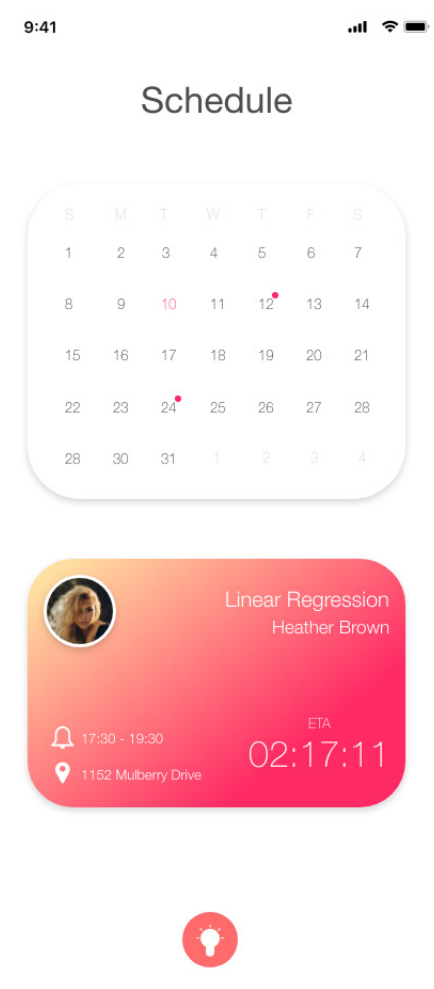 9:41
Schedule
S M T W T F S
1 2 3 4 5 6 7
8 9 10 11 12 13 14
15 16 17 18 19 20 21
22 23 24 25 26 27 28
28 30 31 1 2 3 4
Linear Regression
Heather Brown
ETA
17:30 - 19:30
02:17:11
1152 Mulberry Drive